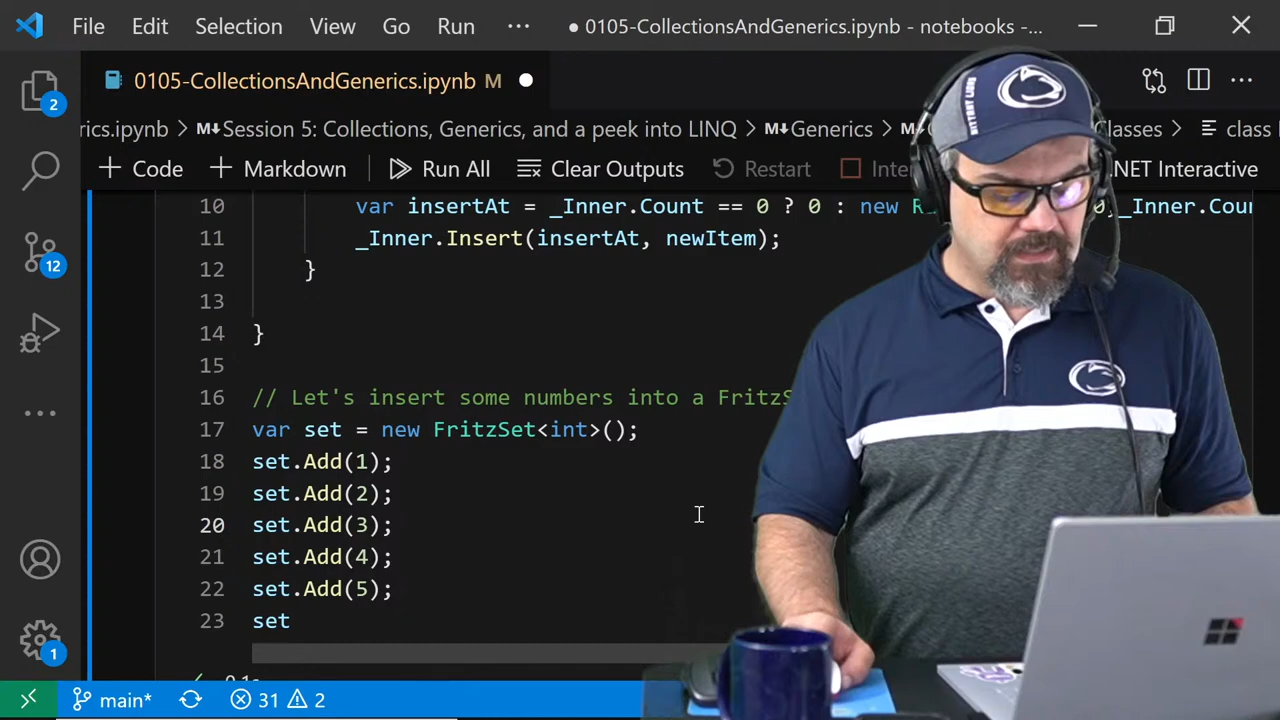 File Edit Selection View Go Run ··· ● 0105-CollectionsAndGenerics.ipynb - notebooks -...
0105-CollectionsAndGenerics.ipynb M
rics.ipynb > Session 5: Collections, Generics, and a peek into LINQ > Generics > Classes > class
+ Code + Markdown Run All Clear Outputs Restart .NET Interactive
10 var insertAt = _Inner.Count == 0 ? 0 : new
11 _Inner.Insert(insertAt, newItem);
12 }
13
14 }
15
16 // Let's insert some numbers into a
17 var set = new FritzSet<int>();
18 set.Add(1);
19 set.Add(2);
20 set.Add(3);
21 set.Add(4);
22 set.Add(5);
23 set
2
12
1
main* 31 2
NITTANY LIONS